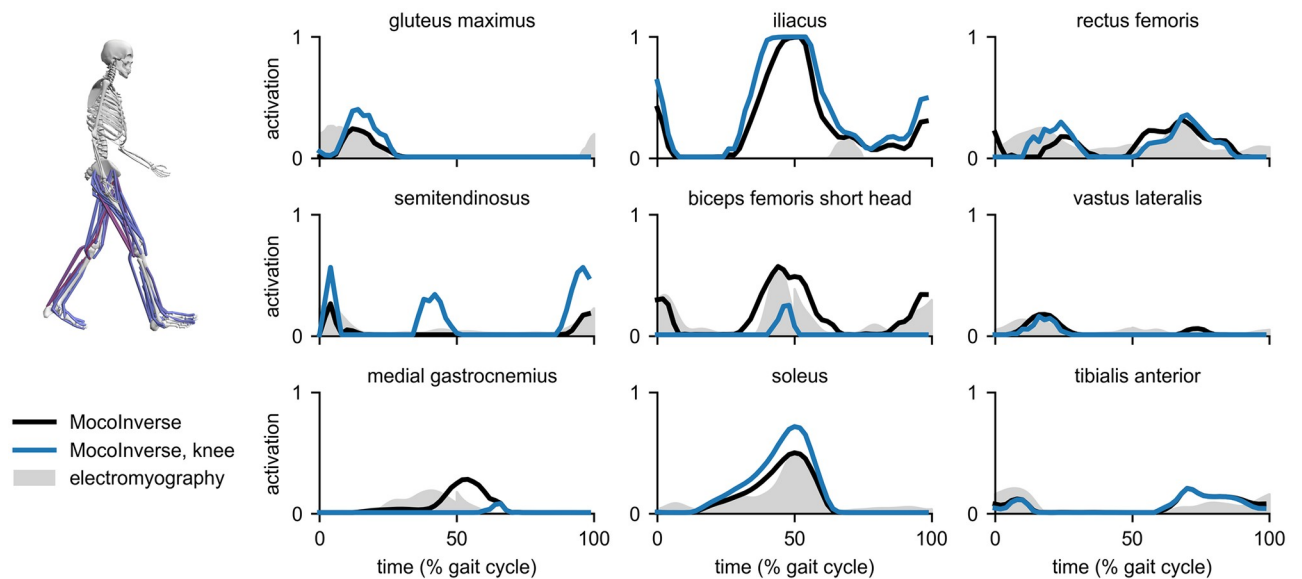 gluteus maximus
iliacus
rectus femoris
1
1
1
activation
0
0
0
semitendinosus
biceps femoris short head
vastus lateralis
1
1
1
activation
0
0
0
medial gastrocnemius
soleus
tibialis anterior
1
1
1
MocoInverse
MocoInverse, knee
electromyography
activation
0
0
0
0 50 100
0 50 100
0 50 100
time (% gait cycle)
time (% gait cycle)
time (% gait cycle)